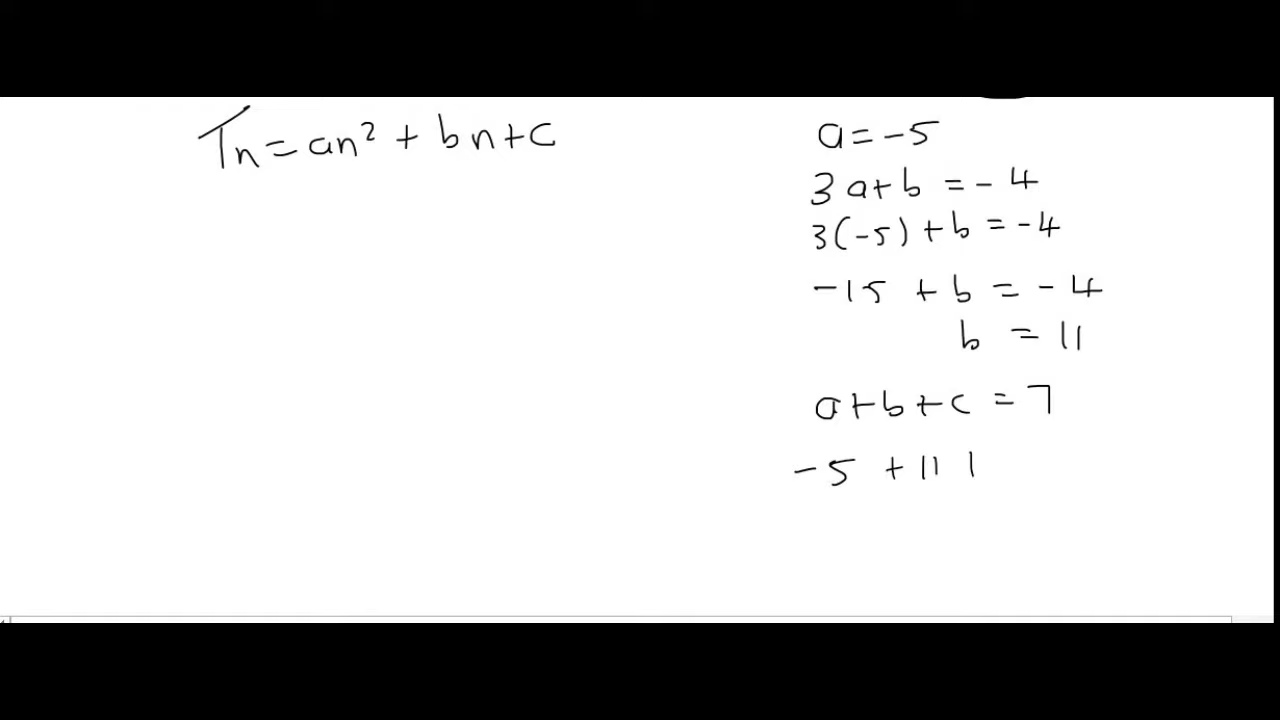 Tn = an² + bn + c
a = -5
3a + b = -4
3(-5) + b = -4
-15 + b = -4
b = 11
a + b + c = 7
-5 + 11 |